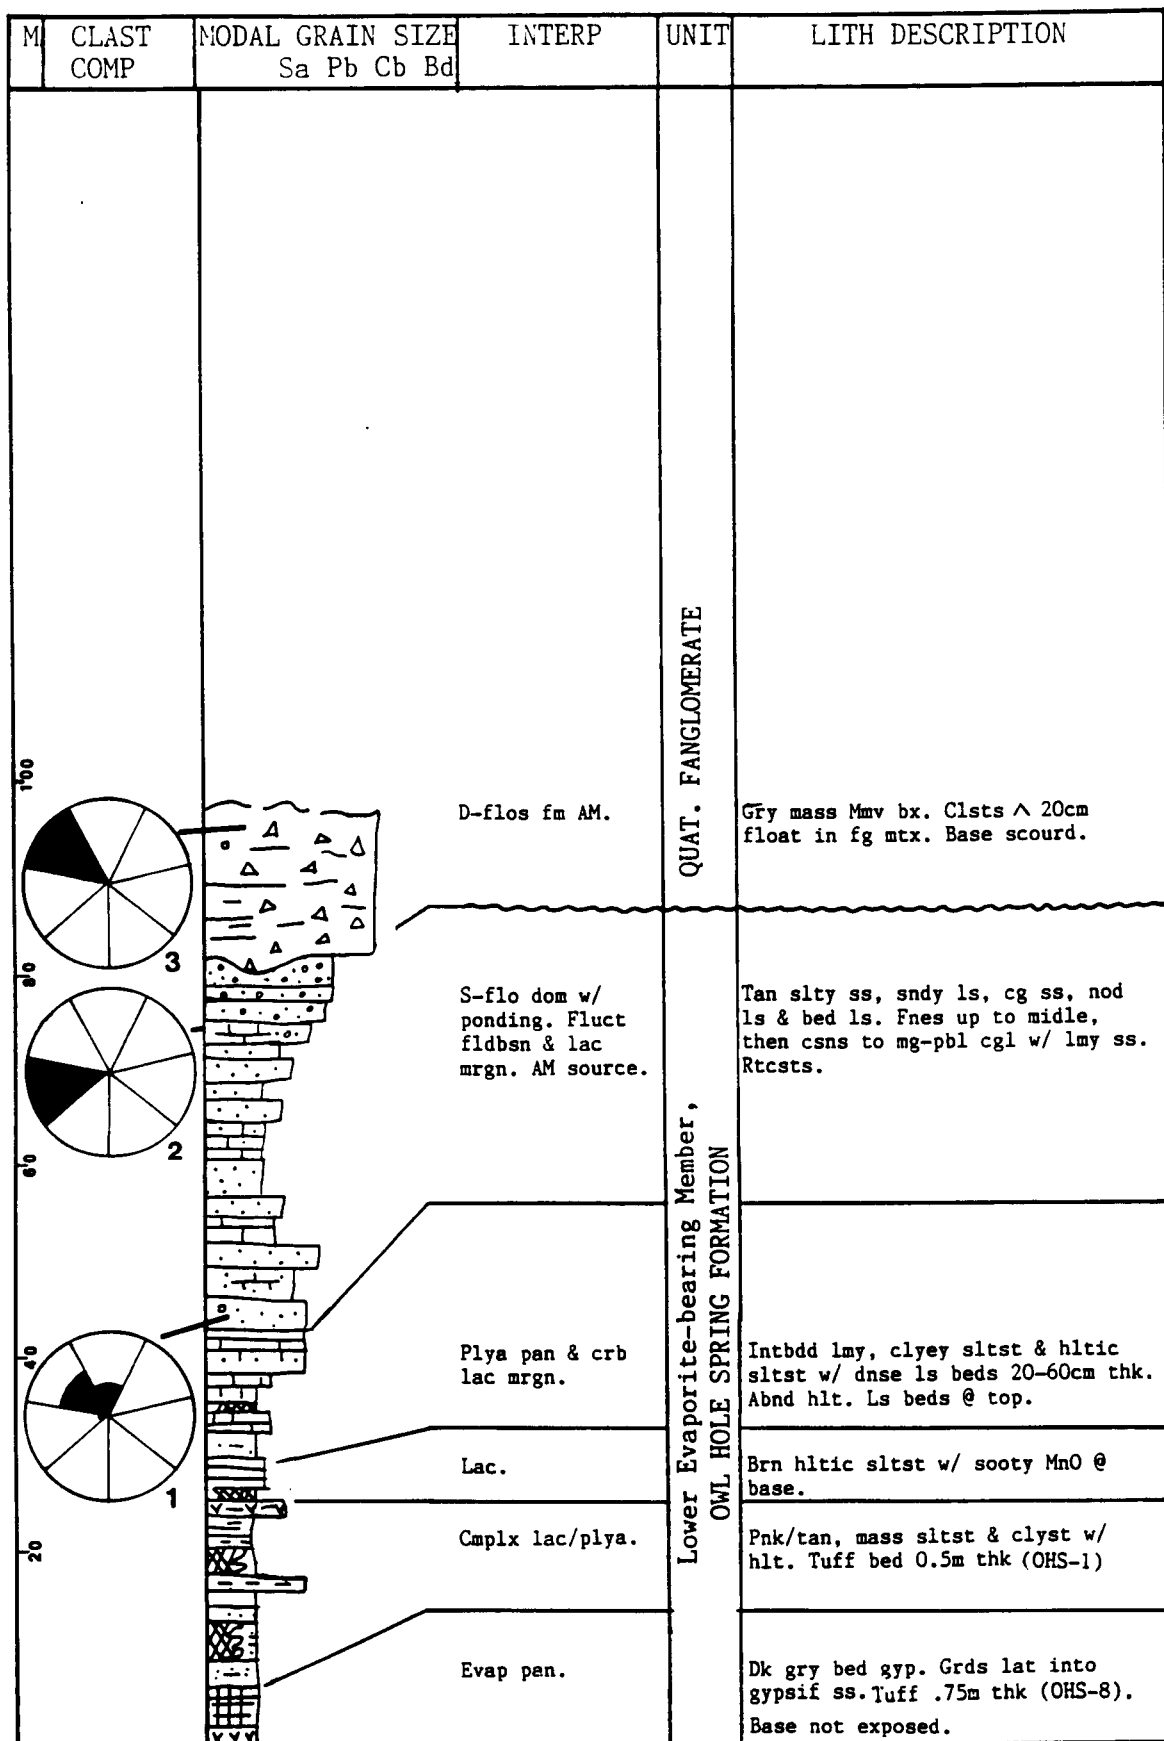 M CLAST MODAL GRAIN SIZE INTERP UNIT LITH DESCRIPTION
COMP Sa Pb Cb Bd
100
QUAT. FANGLOMERATE
D-flos fm AM.
Gry mass Mmv bx. Clsts ^ 20cm
float in fg mtx. Base scourd.
3
80
S-flo dom w/
ponding. Fluct
fldbsn & lac
mrgn. AM source.
Tan slty ss, sndy ls, cg ss, nod
ls & bed ls. Fnes up to midle,
then csns to mg-pbl cgl w/ lmy ss.
Rtcsts.
2
60
Lower Evaporite-bearing Member,
OWL HOLE SPRING FORMATION
40
Plya pan & crb
lac mrgn.
Intbdd lmy, clyey sltst & hltic
sltst w/ dnse ls beds 20-60cm thk.
Abnd hlt. Ls beds @ top.
1
Lac.
Brn hltic sltst w/ sooty MnO @
base.
20
Cmplx lac/plya.
Pnk/tan, mass sltst & clyst w/
hlt. Tuff bed 0.5m thk (OHS-1)
Evap pan.
Dk gry bed gyp. Grds lat into
gypsif ss. Tuff .75m thk (OHS-8).
Base not exposed.